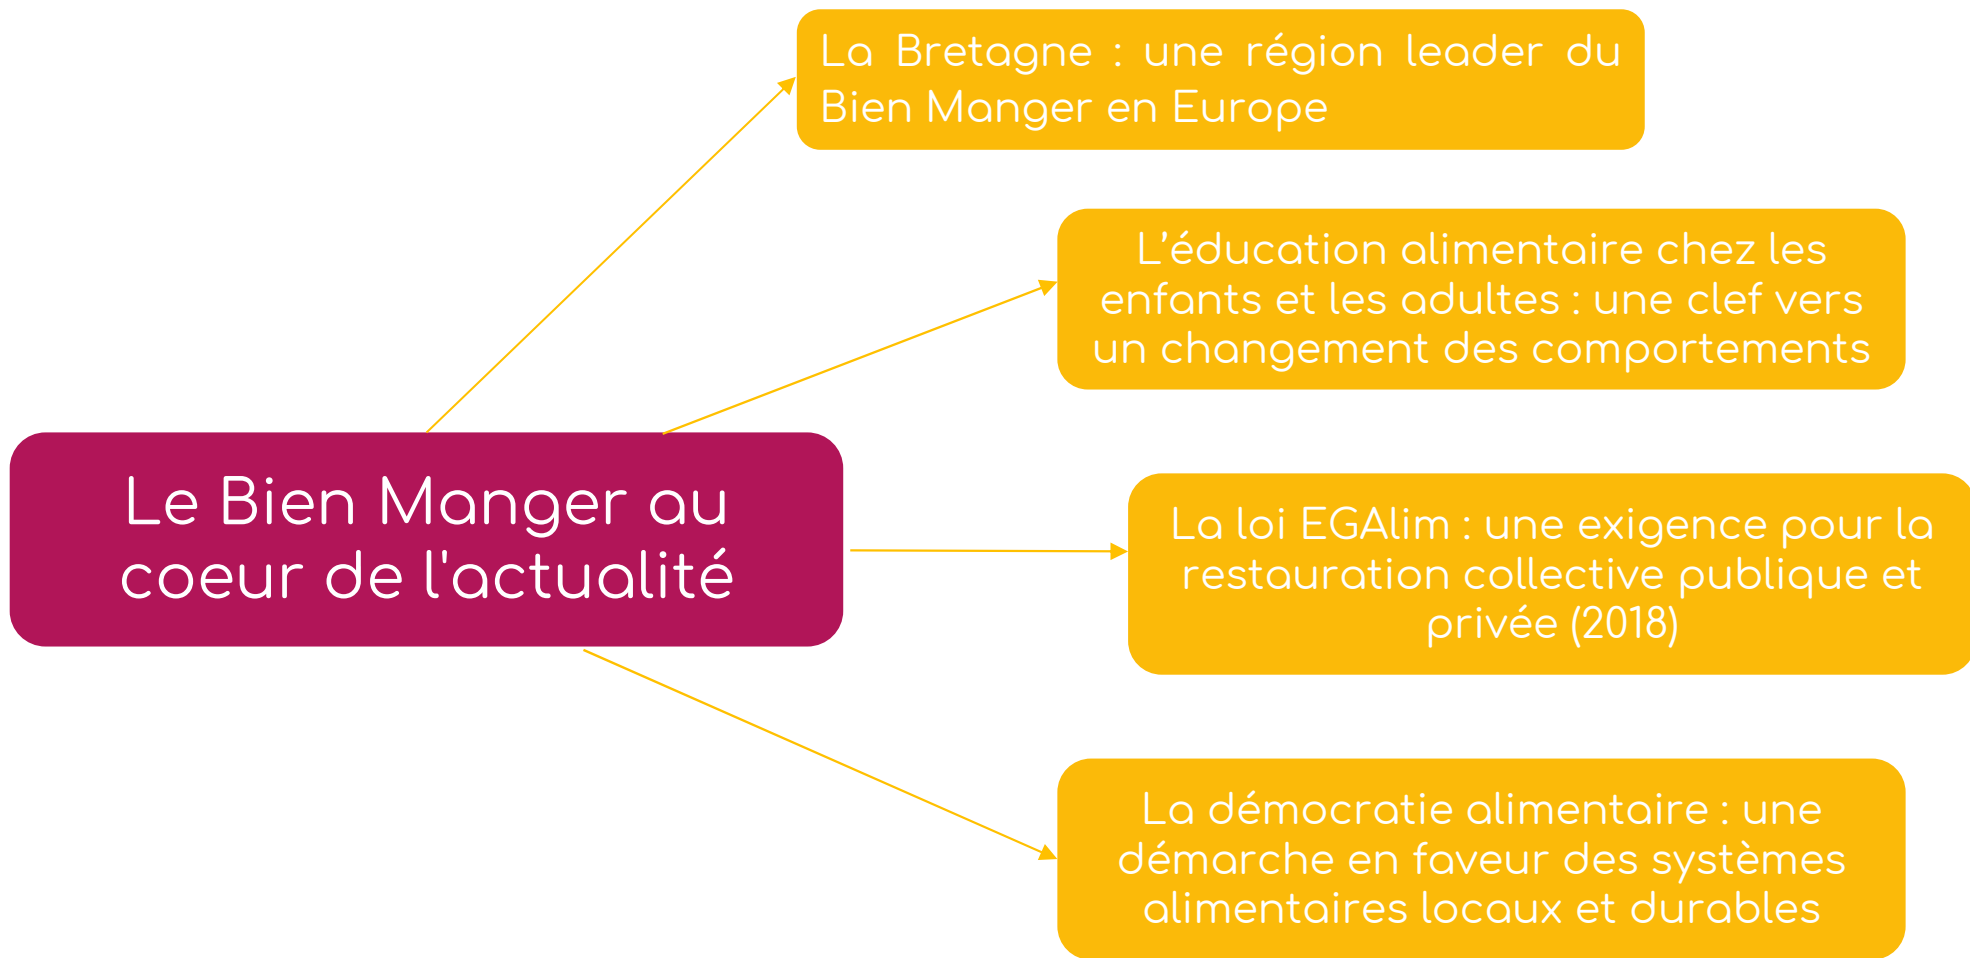 La Bretagne : une région leader du
Bien Manger en Europe
L’éducation alimentaire chez les
enfants et les adultes : une clef vers
un changement des comportements
Le Bien Manger au
coeur de l'actualité
La loi EGAlim : une exigence pour la
restauration collective publique et
privée (2018)
La démocratie alimentaire : une
démarche en faveur des systèmes
alimentaires locaux et durables